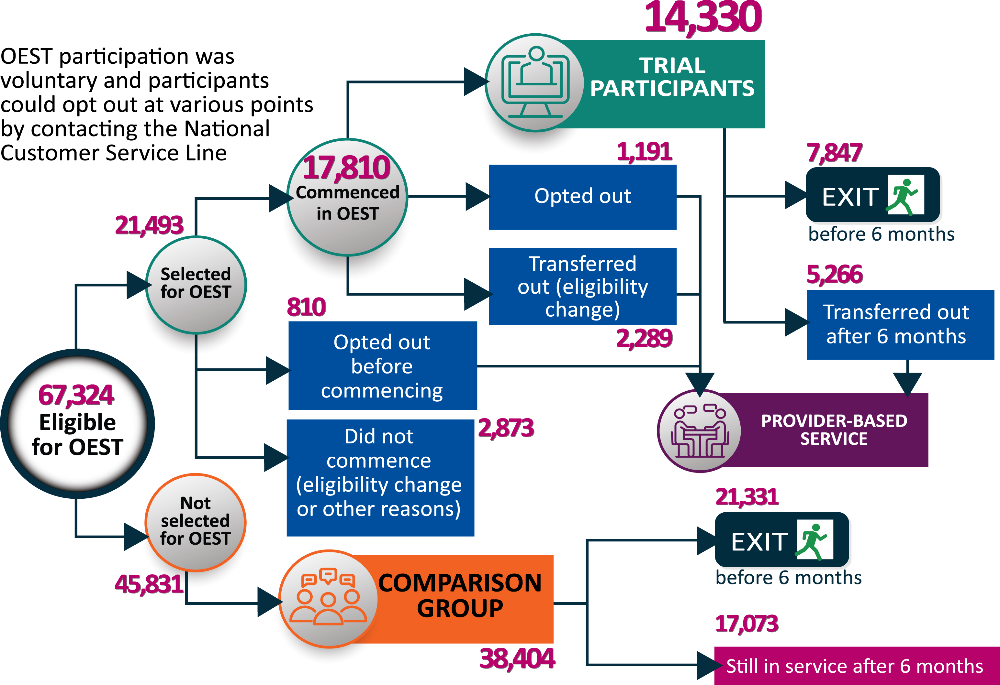 OEST participation was
voluntary and participants
could opt out at various points
by contacting the National
Customer Service Line
14,330
TRIAL
PARTICIPANTS
17,810
Commenced
in OEST
1,191
Opted out
7,847
EXIT
before 6 months
21,493
Selected
for OEST
Transferred
out (eligibility
change)
2,289
5,266
Transferred out
after 6 months
810
Opted out
before
commencing
67,324
Eligible
for OEST
2,873
Did not
commence
(eligibility change
or other reasons)
PROVIDER-BASED
SERVICE
Not
selected
for OEST
45,831
COMPARISON
GROUP
38,404
21,331
EXIT
before 6 months
17,073
Still in service after 6 months